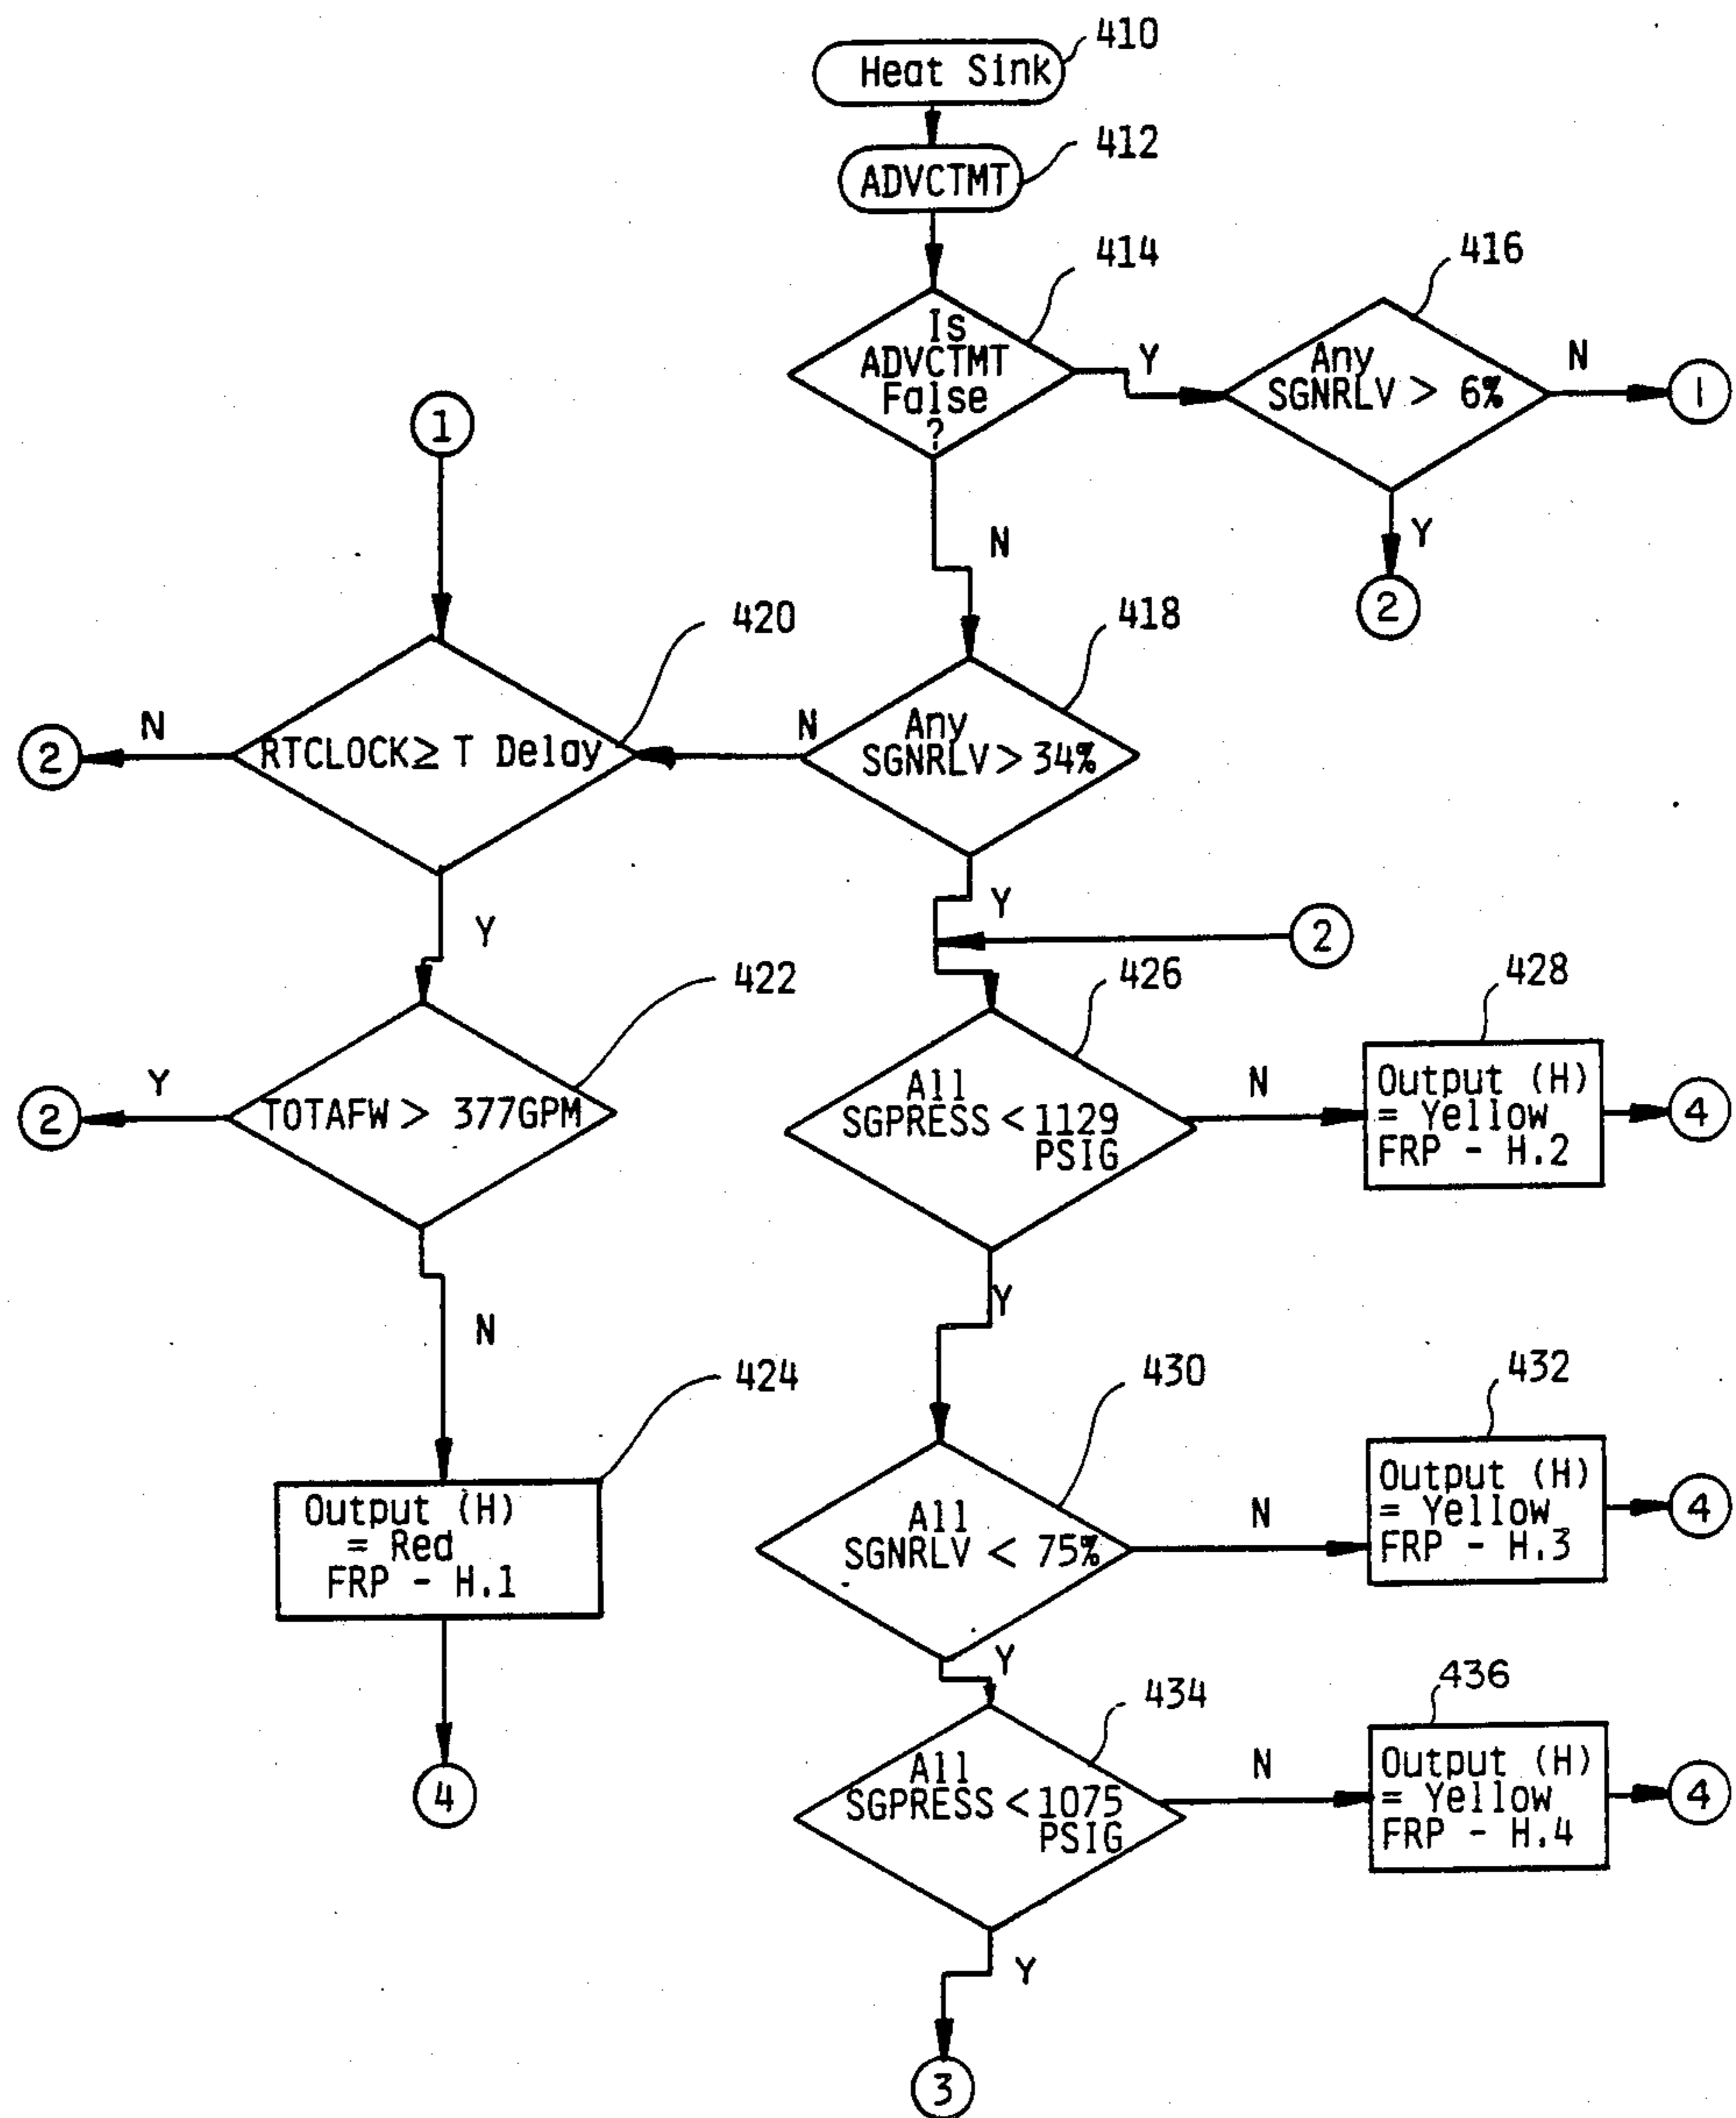 410
Heat Sink
412
ADVCTMT
414
Is
ADVCTMT
False
?
Y
N
416
Any
SGNRLV > 6%
N
1
Y
2
1
420
RTCLOCK ≥ T Delay
N
2
Y
418
Any
SGNRLV > 34%
N
Y
2
422
TOTAFW > 377GPM
Y
2
N
424
Output (H)
= Red
FRP - H.1
4
426
All
SGPRESS < 1129
PSIG
N
Y
428
Output (H)
= Yellow
FRP - H.2
4
430
All
SGNRLV < 75%
N
Y
432
Output (H)
= Yellow
FRP - H.3
4
434
All
SGPRESS < 1075
PSIG
N
Y
436
Output (H)
= Yellow
FRP - H.4
4
3